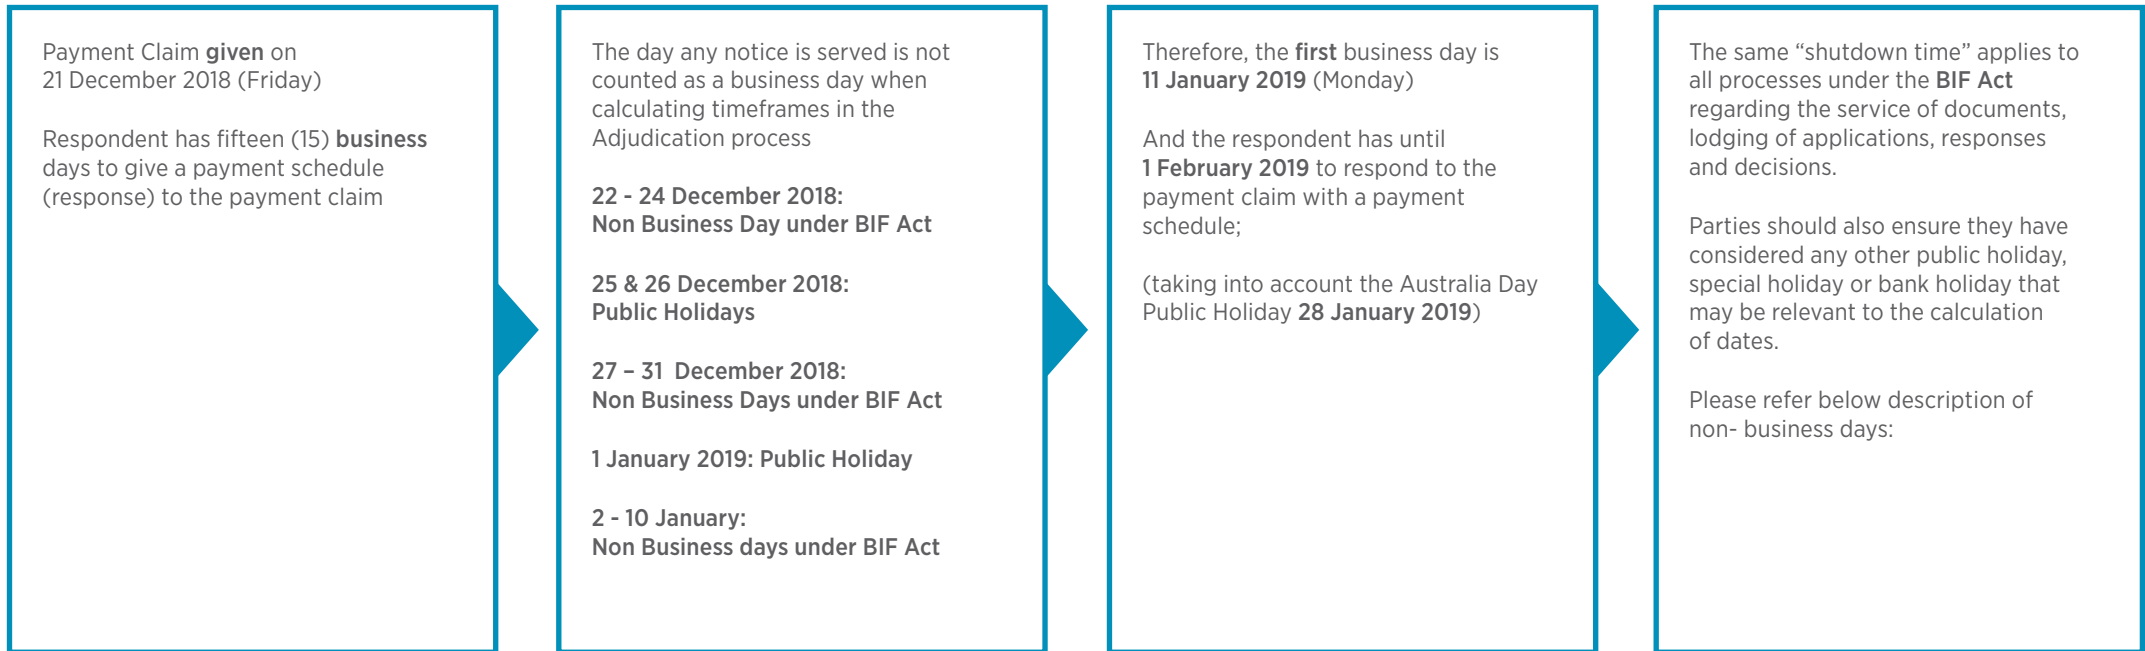 Payment Claim given on
21 December 2018 (Friday)
Respondent has fifteen (15) business
days to give a payment schedule
(response) to the payment claim
The day any notice is served is not
counted as a business day when
calculating timeframes in the
Adjudication process
22 - 24 December 2018:
Non Business Day under BIF Act
25 & 26 December 2018:
Public Holidays
27 – 31 December 2018:
Non Business Days under BIF Act
1 January 2019: Public Holiday
2 - 10 January:
Non Business days under BIF Act
Therefore, the first business day is
11 January 2019 (Monday)
And the respondent has until
1 February 2019 to respond to the
payment claim with a payment
schedule;
(taking into account the Australia Day
Public Holiday 28 January 2019)
The same “shutdown time” applies to
all processes under the BIF Act
regarding the service of documents,
lodging of applications, responses
and decisions.
Parties should also ensure they have
considered any other public holiday,
special holiday or bank holiday that
may be relevant to the calculation
of dates.
Please refer below description of
non- business days: